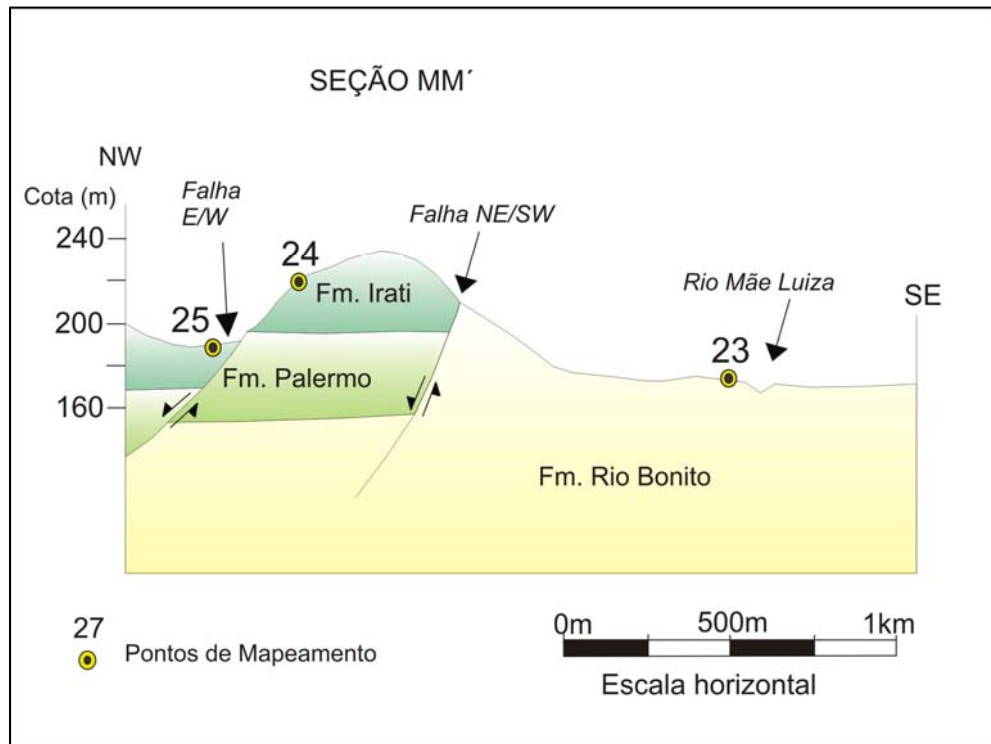 SEÇÃO MM´
NW
Cota (m)
Falha
E/W
Falha NE/SW
240
24
Fm. Irati
Rio Mãe Luiza
SE
200
25
23
Fm. Palermo
160
Fm. Rio Bonito
27
Pontos de Mapeamento
0m 500m 1km
Escala horizontal